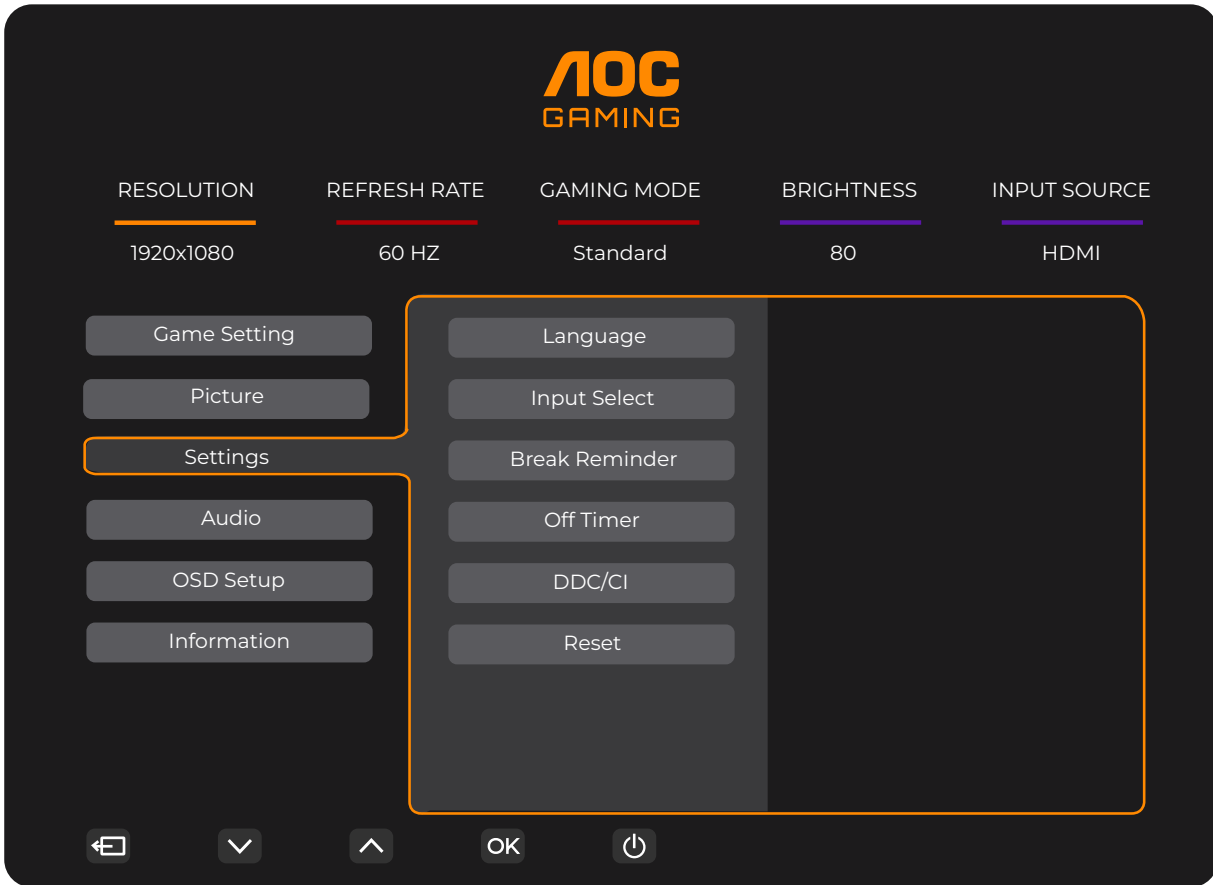 AOC
GAMING
RESOLUTION REFRESH RATE GAMING MODE BRIGHTNESS INPUT SOURCE
1920x1080 60 HZ Standard 80 HDMI
Game Setting
Picture
Settings
Audio
OSD Setup
Information
Language
Input Select
Break Reminder
Off Timer
DDC/CI
Reset
OK